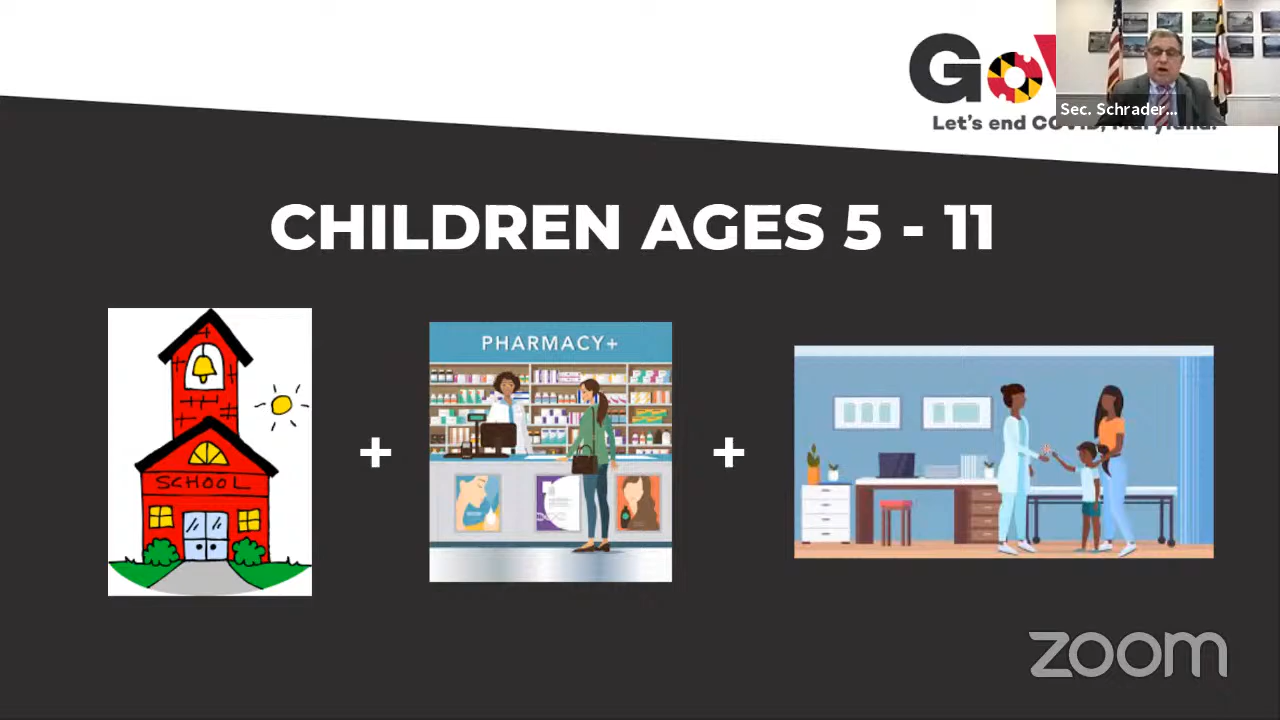 Go
Sec. Schrader...
Let's end COVID, Maryland.
CHILDREN AGES 5 - 11
SCHOOL
PHARMACY+
zoom